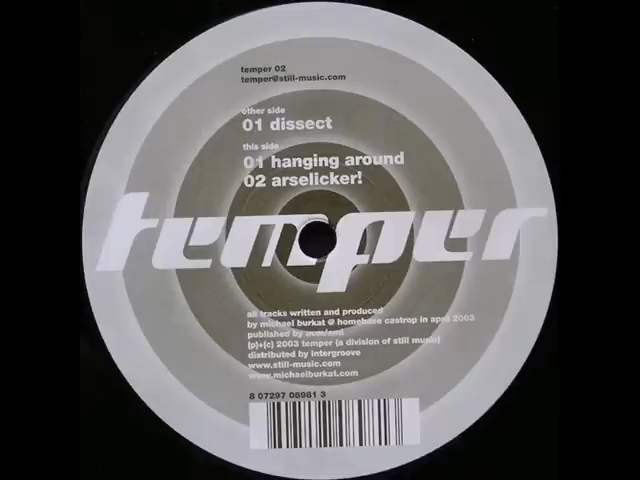 temper 02
temper@still-music.com
other side
01 dissect
this side
01 hanging around
02 arselicker!
temper
all tracks written and produced
by michael burkat @ homebase castrop in april 2003
published by
(p)+(c) 2003 temper (a division of still music)
distributed by intergroove
www.still-music.com
www.michaelburkat.com
8 07297 08981 3